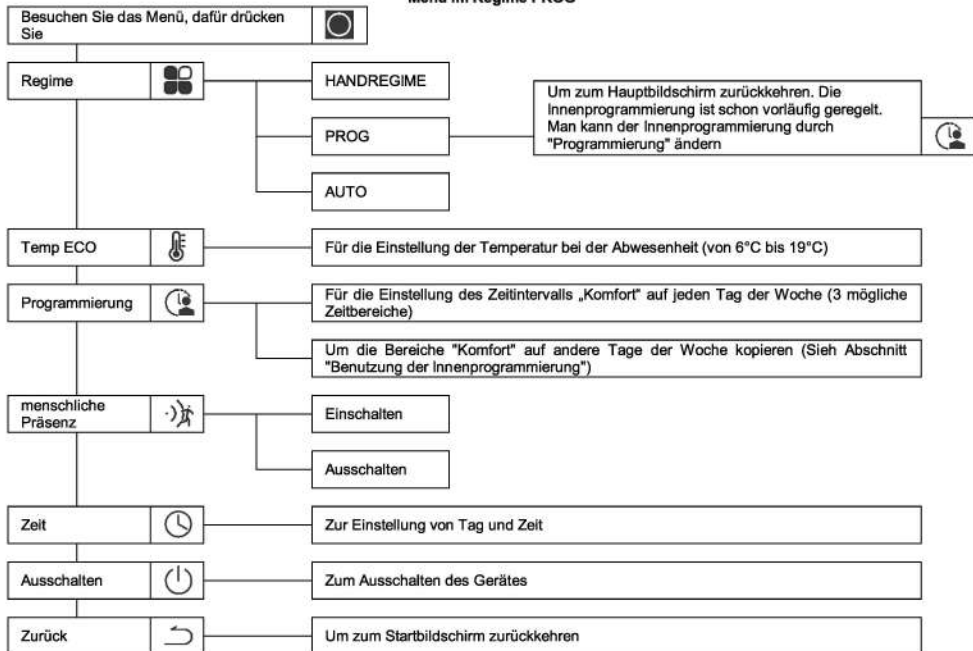 Menü im Regime PROG
Besuchen Sie das Menü, dafür drücken
Sie
Regime
HANDREGIME
PROG
Um zum Hauptbildschirm zurückkehren. Die
Innenprogrammierung ist schon vorläufig geregelt.
Man kann der Innenprogrammierung durch
"Programmierung" ändern
AUTO
Temp ECO
Für die Einstellung der Temperatur bei der Abwesenheit (von 6°C bis 19°C)
Programmierung
Für die Einstellung des Zeitintervalls „Komfort" auf jeden Tag der Woche (3 mögliche
Zeitbereiche)
Um die Bereiche "Komfort" auf andere Tage der Woche kopieren (Sieh Abschnitt
"Benutzung der Innenprogrammierung")
menschliche
Präsenz
Einschalten
Ausschalten
Zeit
Zur Einstellung von Tag und Zeit
Ausschalten
Zum Ausschalten des Gerätes
Zurück
Um zum Startbildschirm zurückkehren